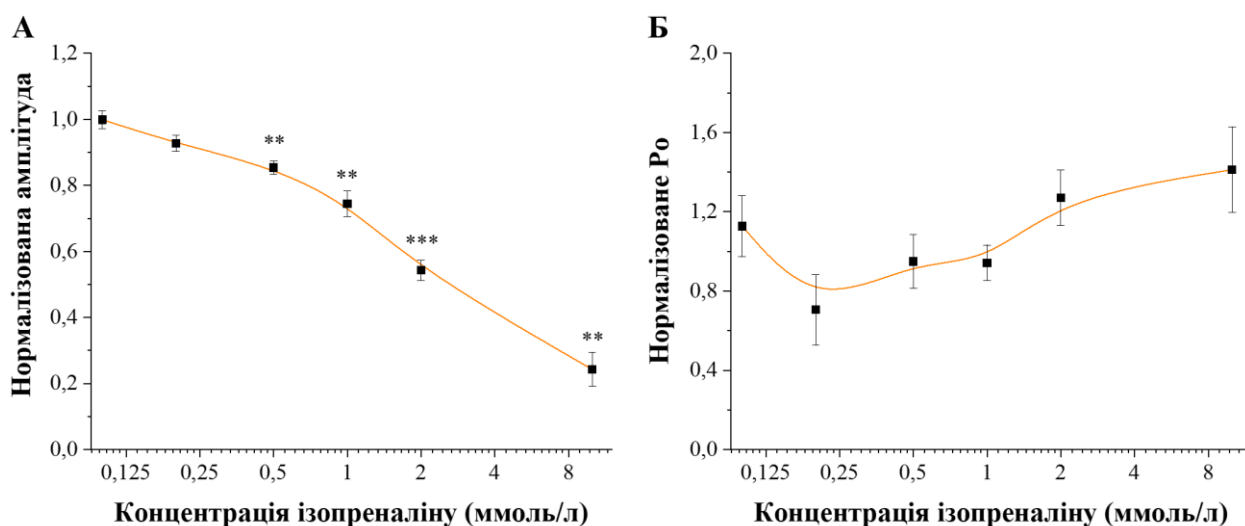 А
Нормалізована амплітуда
1,2
1,0
0,8
0,6
0,4
0,2
0,0
**
**
***
**
0,125 0,25 0,5 1 2 4 8
Концентрація ізопреналіну (ммоль/л)
Б
Нормалізоване Ро
2,0
1,6
1,2
0,8
0,4
0,0
0,125 0,25 0,5 1 2 4 8
Концентрація ізопреналіну (ммоль/л)